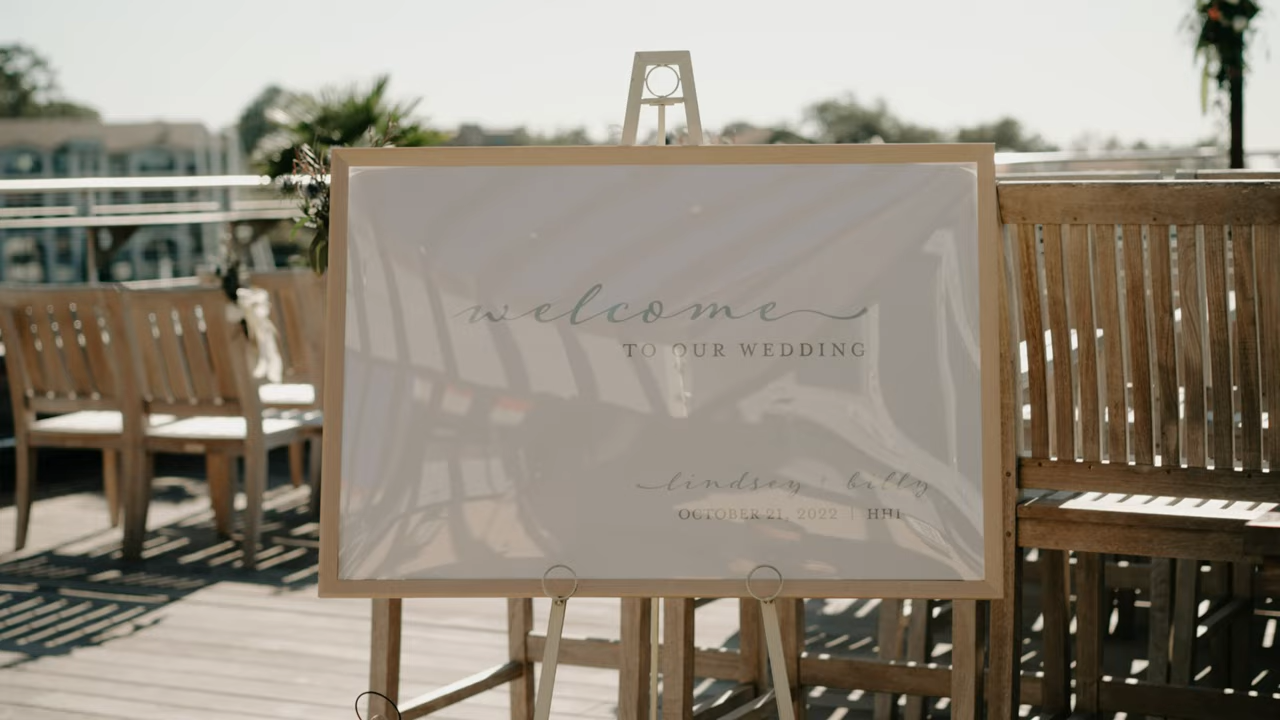 welcome
TO OUR WEDDING
lindsey + billy
OCTOBER 21, 2022 | HHI